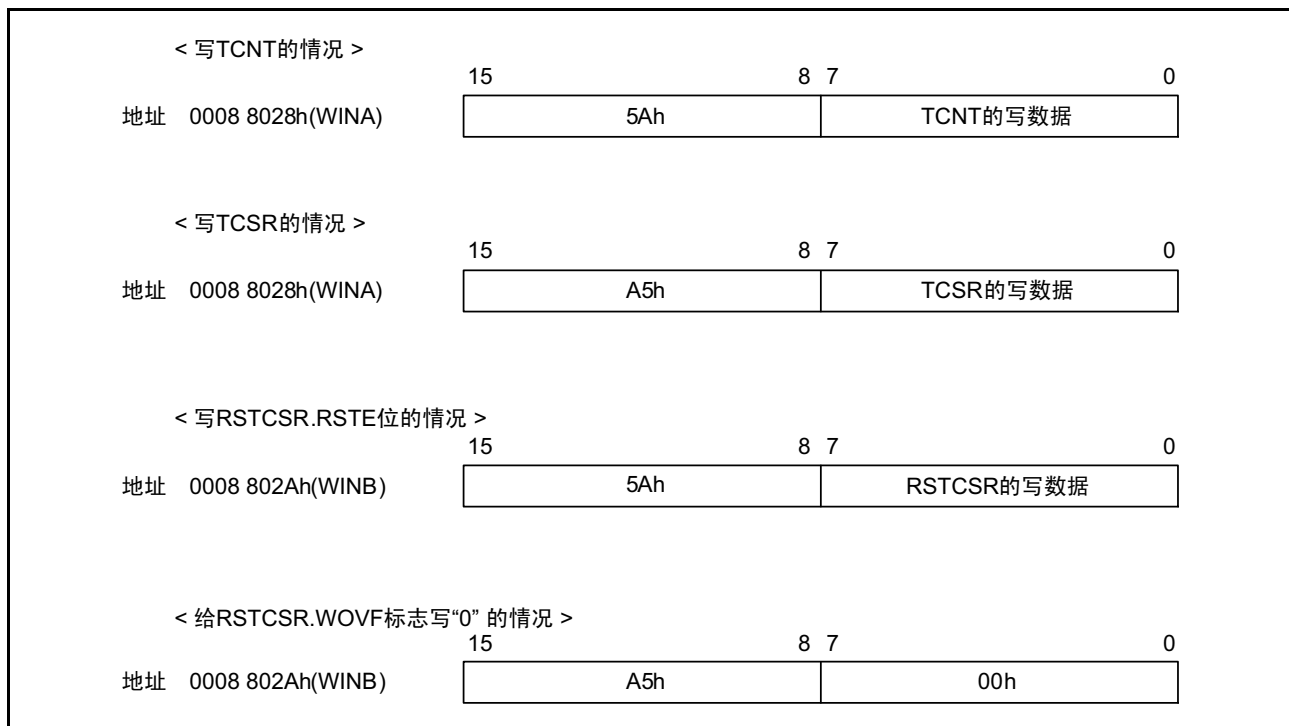 < 写TCNT的情况 >
15 8 7 0
地址 0008 8028h(WINA) 5Ah TCNT的写数据
< 写TCSR的情况 >
15 8 7 0
地址 0008 8028h(WINA) A5h TCSR的写数据
< 写RSTCSR.RSTE位的情况 >
15 8 7 0
地址 0008 802Ah(WINB) 5Ah RSTCSR的写数据
< 给RSTCSR.WOVF标志写“0” 的情况 >
15 8 7 0
地址 0008 802Ah(WINB) A5h 00h